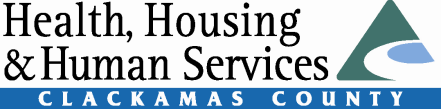 Health, Housing
& Human Services
CLACKAMAS COUNTY